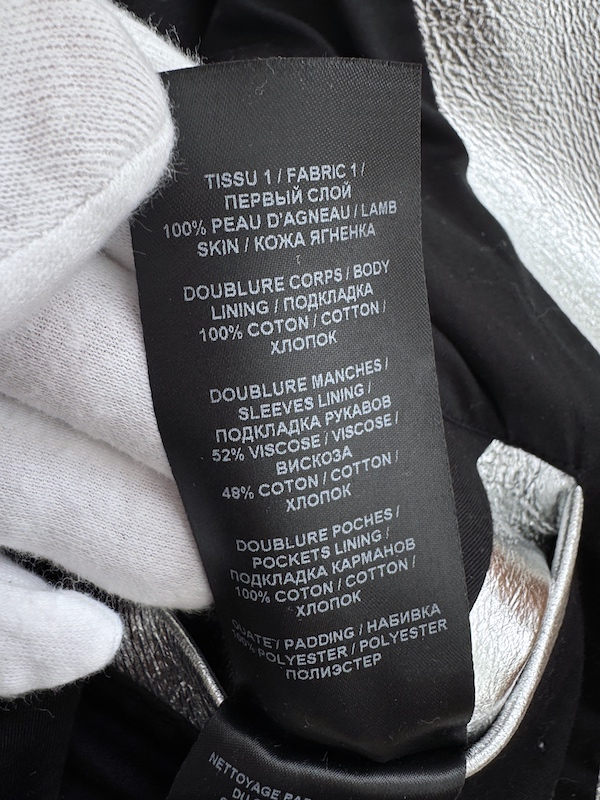 TISSU 1 / FABRIC 1 /
ПЕРВЫЙ СЛОЙ
100% PEAU D'AGNEAU / LAMB
SKIN / КОЖА ЯГНЕНКА
DOUBLURE CORPS / BODY
LINING / ПОДКЛАДКА
100% COTON / COTTON /
ХЛОПОК
DOUBLURE MANCHES /
SLEEVES LINING /
ПОДКЛАДКА РУКАВОВ
52% VISCOSE / VISCOSE /
ВИСКОЗА
48% COTON / COTTON /
ХЛОПОК
DOUBLURE POCHES /
POCKETS LINING /
ПОДКЛАДКА КАРМАНОВ
100% COTON / COTTON /
ХЛОПОК
OUATE / PADDING / НАБИВКА
100% POLYESTER / POLYESTER
ПОЛИЭСТЕР
NETTOYAGE
DU